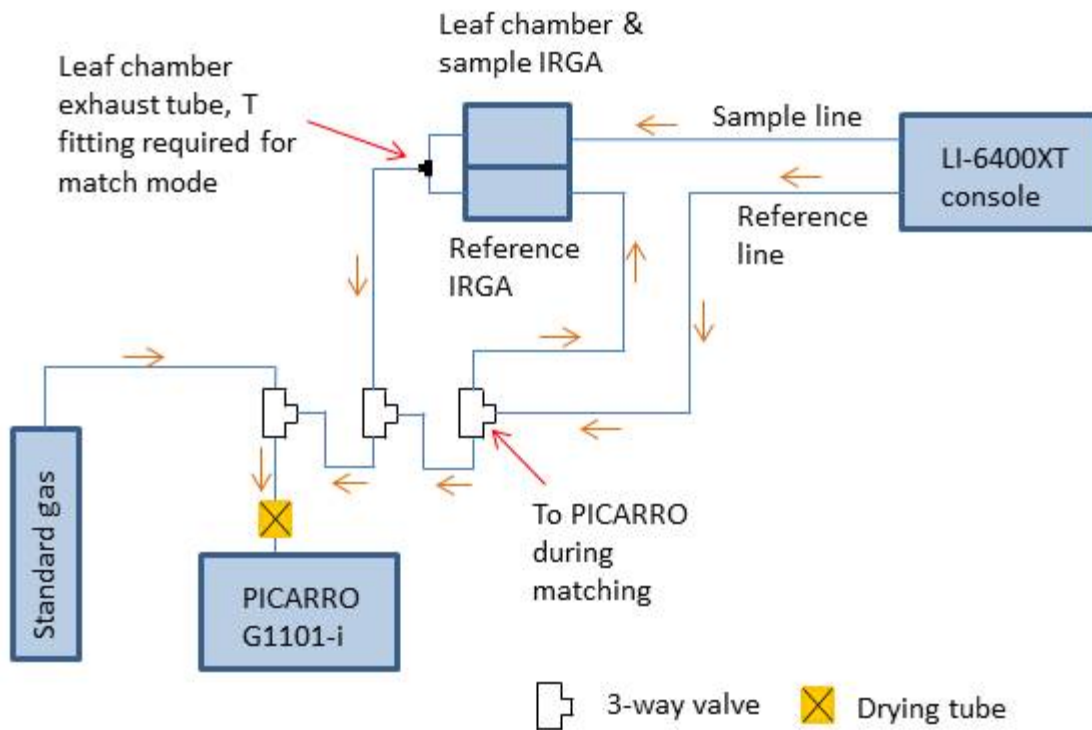 Leaf chamber
exhaust tube, T
fitting required for
match mode
Leaf chamber &
sample IRGA
Sample line
LI-6400XT
console
Reference
line
Reference
IRGA
Standard gas
PICARRO
G1101-i
To PICARRO
during
matching
3-way valve
Drying tube